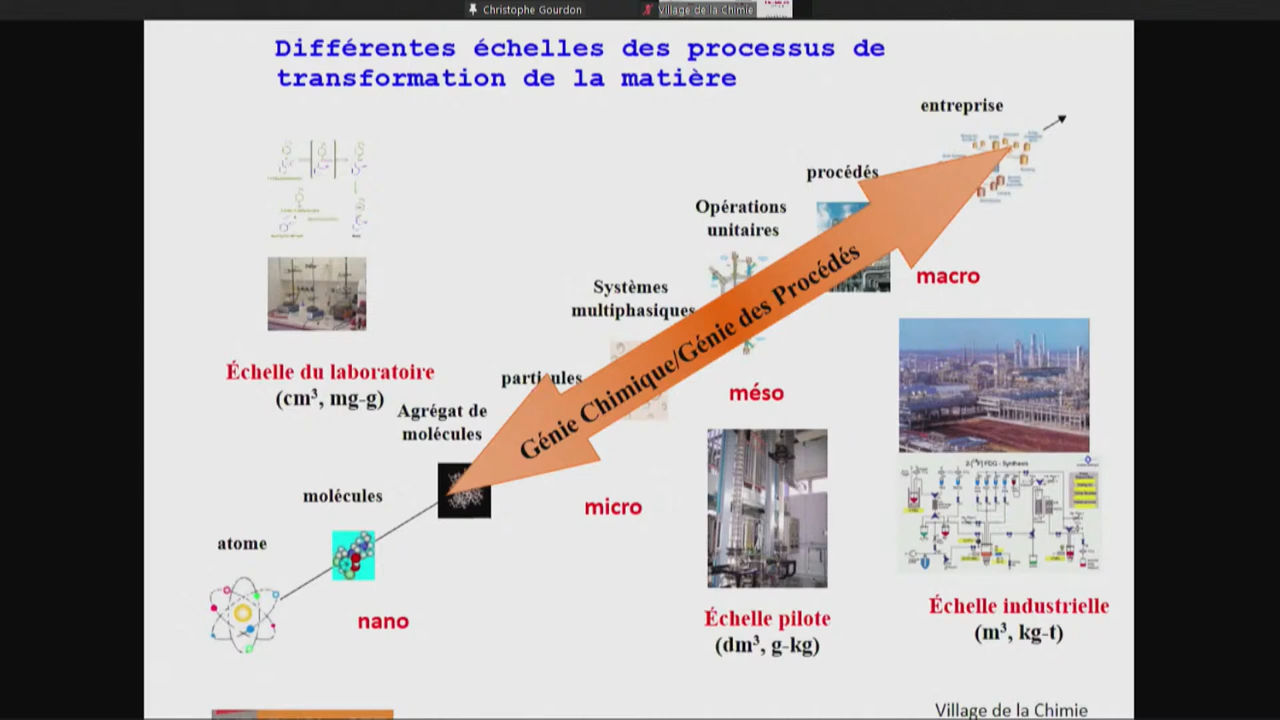 Christophe Gourdon
Village de la Chimie
Différentes échelles des processus de
transformation de la matière
entreprise
procédés
Opérations
unitaires
macro
Systèmes
multiphasiques
Génie Chimique/Génie des Procédés
particules
méso
Échelle du laboratoire
(cm³, mg-g)
Agrégat de
molécules
molécules
micro
atome
nano
Échelle pilote
(dm³, g-kg)
Synthesis
Échelle industrielle
(m³, kg-t)
Village de la Chimie